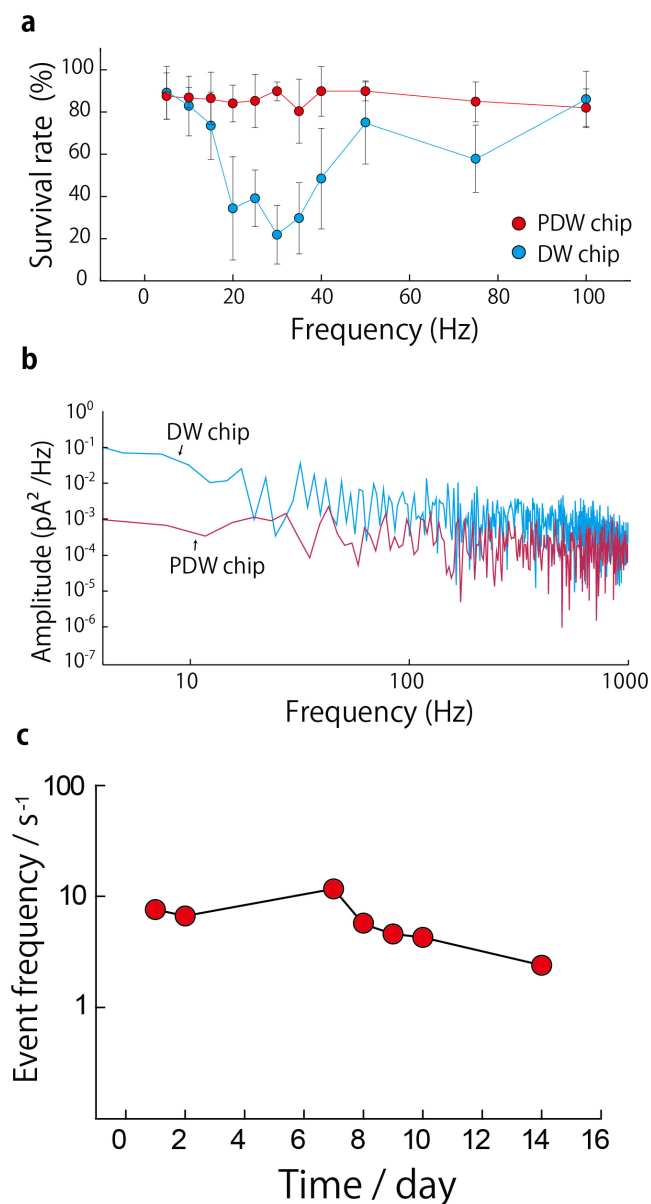 a
Survival rate (%)
100
80
60
40
20
0
PDW chip
DW chip
0 20 40 60 80 100
Frequency (Hz)
b
Amplitude (pA² /Hz)
10⁰
10⁻¹
10⁻²
10⁻³
10⁻⁴
10⁻⁵
10⁻⁶
10⁻⁷
DW chip
PDW chip
10 100 1000
Frequency (Hz)
c
Event frequency / s⁻¹
100
10
1
0 2 4 6 8 10 12 14 16
Time / day